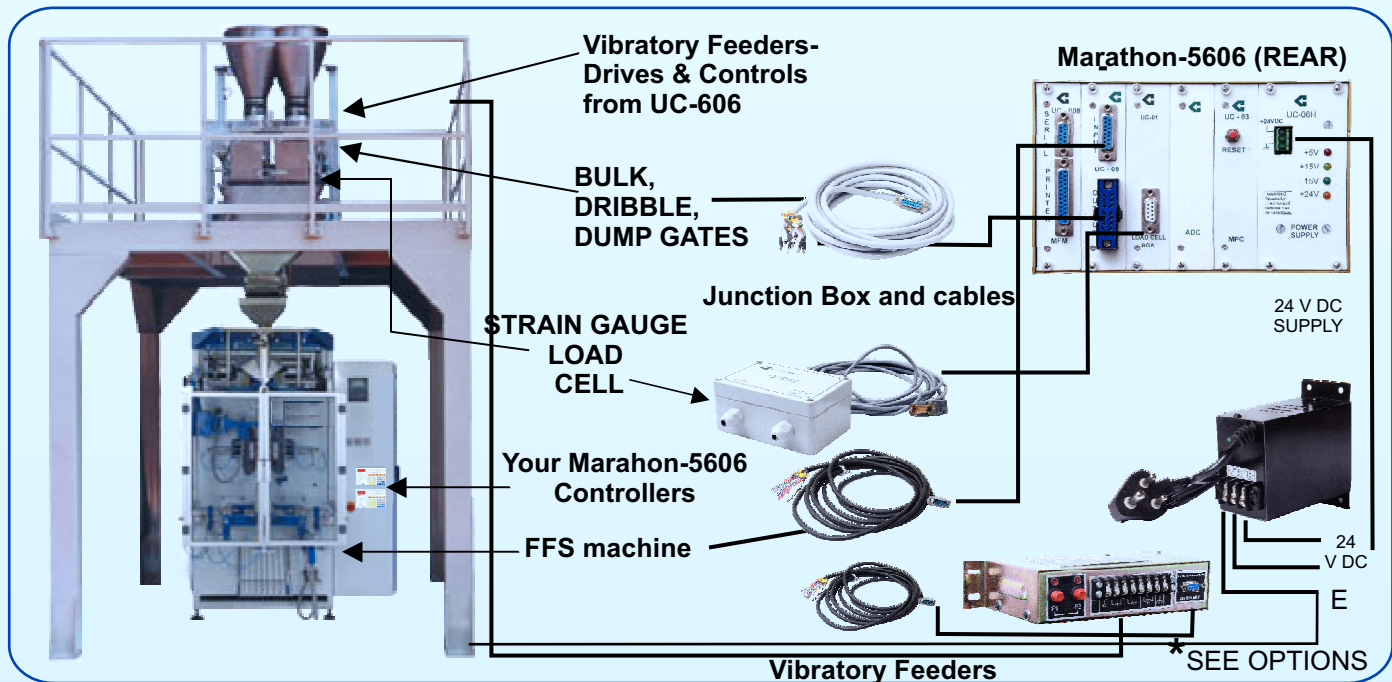 Vibratory Feeders-
Drives & Controls
from UC-606
Marathon-5606 (REAR)
SERIAL
PRINTER
MFM
INPUT
UC - 09
UC-01
LOAD CELL
ADC
UC - 03
RESET
MPC
UC-06H
+24VDC
+5V
+15V
15V
+24V
POWER
SUPPLY
BULK,
DRIBBLE,
DUMP GATES
Junction Box and cables
24 V DC
SUPPLY
STRAIN GAUGE
LOAD
CELL
Your Marahon-5606
Controllers
FFS machine
24
V DC
E
F1
F2
Vibratory Feeders
*SEE OPTIONS